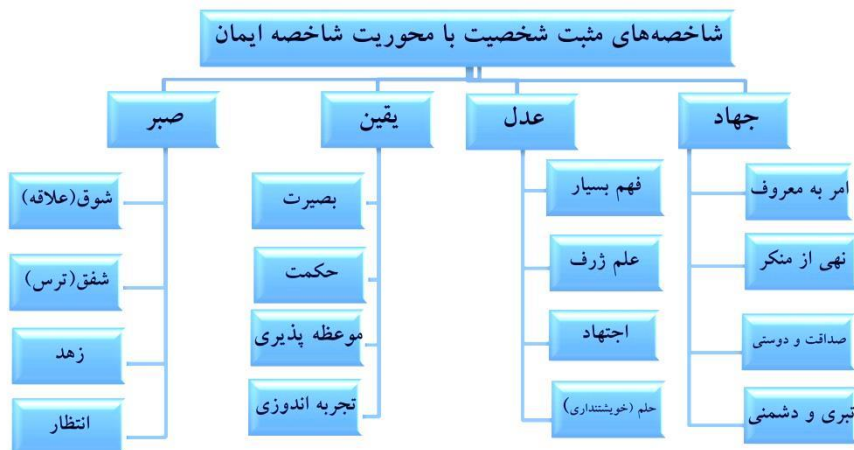 شاخصه‌های مثبت شخصیت با محوریت شاخصه ایمان
جهاد
امر به معروف
نهی از منکر
صداقت و دوستی
تبری و دشمنی
عدل
فهم بسیار
علم ژرف
اجتهاد
حلم (خویشتنداری)
یقین
بصیرت
حکمت
موعظه پذیری
تجربه اندوزی
صبر
شوق(علاقه)
شفق(ترس)
زهد
انتظار